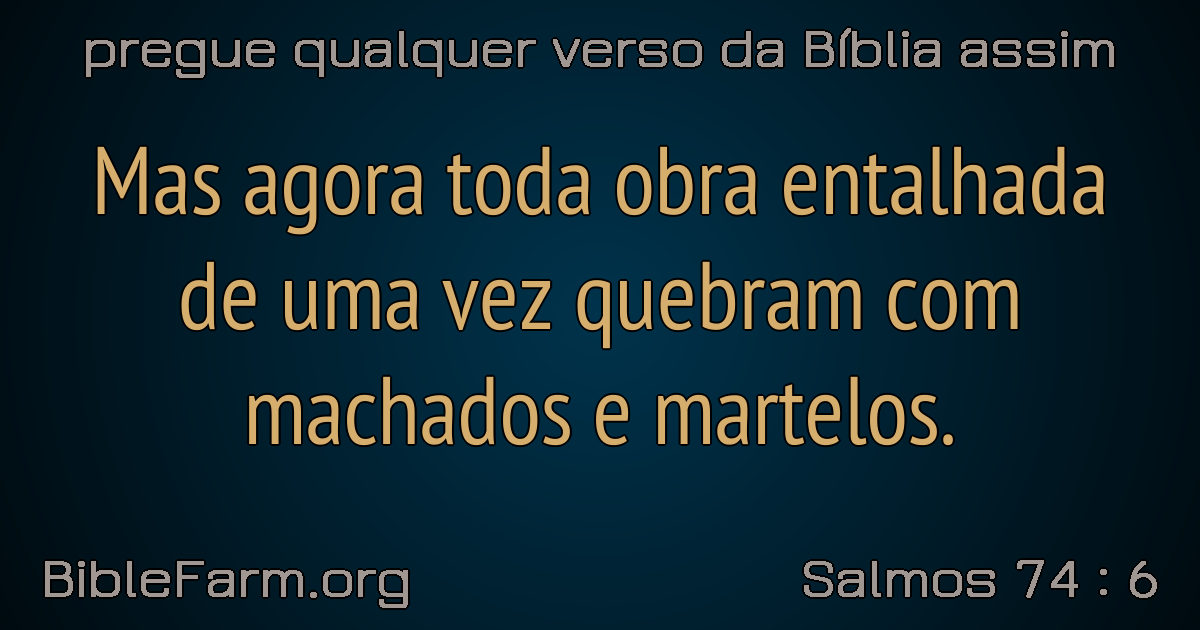 pregue qualquer verso da Bíblia assim
Mas agora toda obra entalhada
de uma vez quebram com
machados e martelos.
BibleFarm.org
Salmos 74 : 6